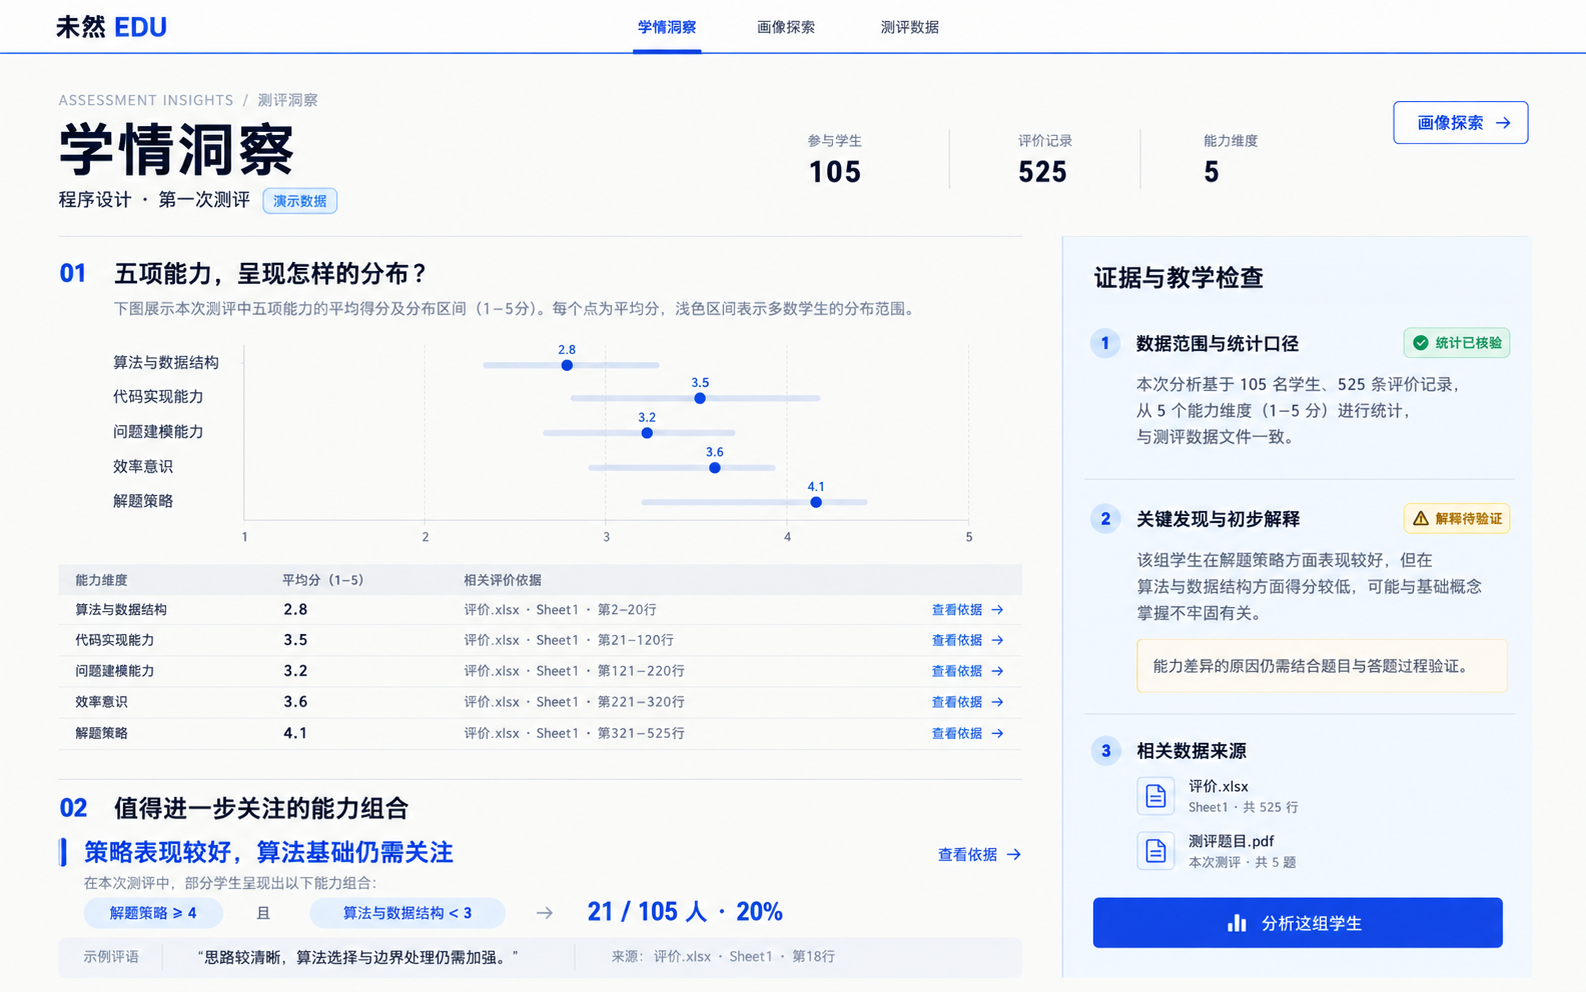 未然 EDU
学情洞察
画像探索
测评数据
ASSESSMENT INSIGHTS / 测评洞察
学情洞察
程序设计 · 第一次测评
演示数据
参与学生
105
评价记录
525
能力维度
5
画像探索 →
01 五项能力，呈现怎样的分布？
下图展示本次测评中五项能力的平均得分及分布区间（1–5分）。每个点为平均分，浅色区间表示多数学生的分布范围。
算法与数据结构 2.8
代码实现能力 3.5
问题建模能力 3.2
效率意识 3.6
解题策略 4.1
1 2 3 4 5
能力维度 平均分（1–5） 相关评价依据
算法与数据结构 2.8 评价.xlsx · Sheet1 · 第2–20行 查看依据 →
代码实现能力 3.5 评价.xlsx · Sheet1 · 第21–120行 查看依据 →
问题建模能力 3.2 评价.xlsx · Sheet1 · 第121–220行 查看依据 →
效率意识 3.6 评价.xlsx · Sheet1 · 第221–320行 查看依据 →
解题策略 4.1 评价.xlsx · Sheet1 · 第321–525行 查看依据 →
02 值得进一步关注的能力组合
策略表现较好，算法基础仍需关注
查看依据 →
在本次测评中，部分学生呈现出以下能力组合：
解题策略 ≥ 4 且 算法与数据结构 < 3 → 21 / 105 人 · 20%
示例评语 “思路较清晰，算法选择与边界处理仍需加强。” 来源：评价.xlsx · Sheet1 · 第18行
证据与教学检查
1 数据范围与统计口径 统计已核验
本次分析基于 105 名学生、525 条评价记录，
从 5 个能力维度（1–5 分）进行统计，
与测评数据文件一致。
2 关键发现与初步解释 解释待验证
该组学生在解题策略方面表现较好，但在
算法与数据结构方面得分较低，可能与基础概念
掌握不牢固有关。
能力差异的原因仍需结合题目与答题过程验证。
3 相关数据来源
评价.xlsx
Sheet1 · 共 525 行
测评题目.pdf
本次测评 · 共 5 题
分析这组学生